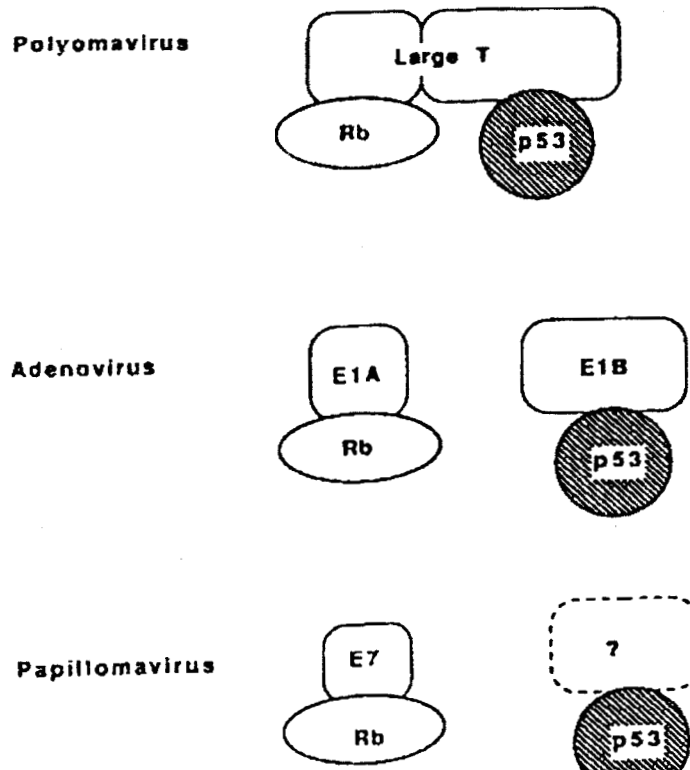 Polyomavirus
Large T
Rb
p53
Adenovirus
E1A
E1B
Rb
p53
Papillomavirus
E7
?
Rb
p53